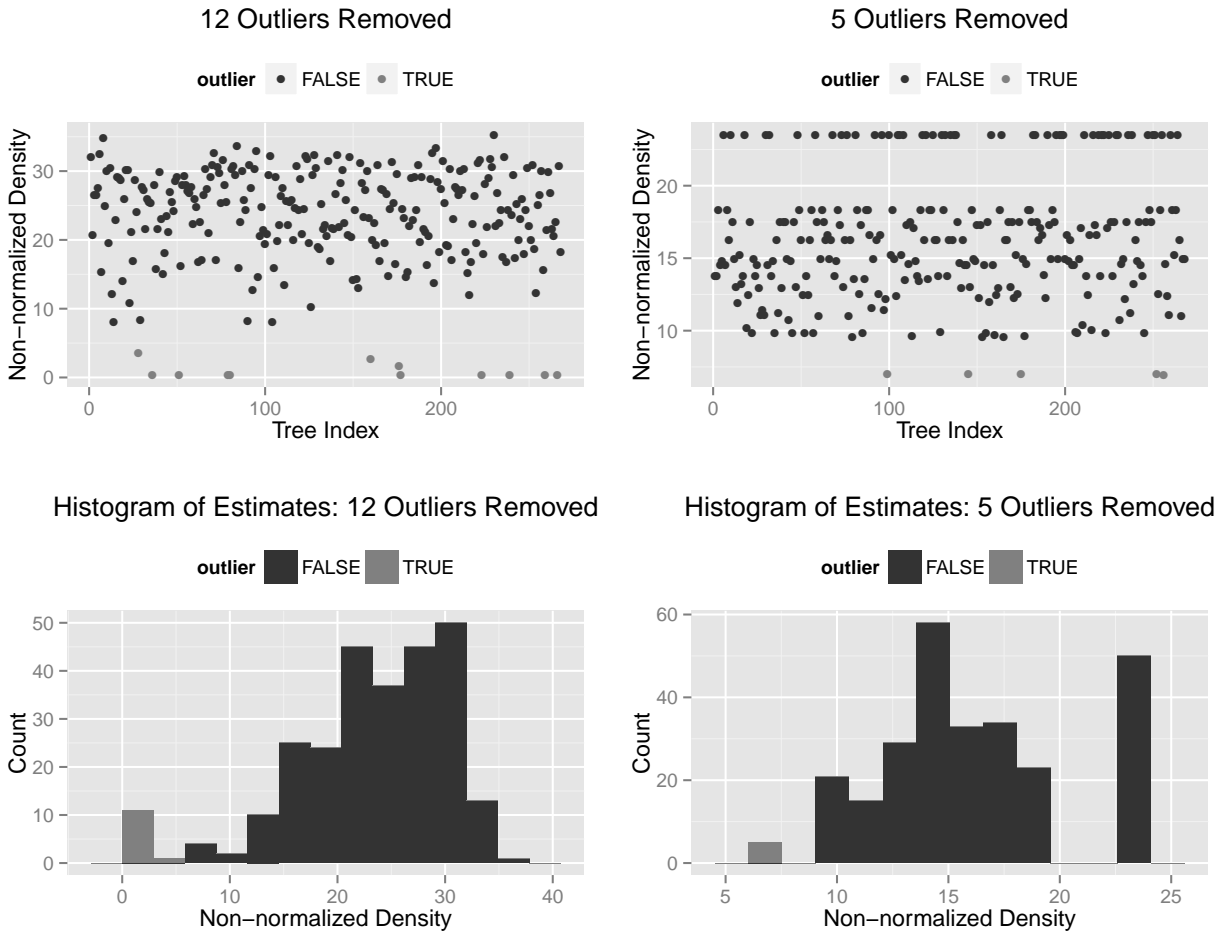 12 Outliers Removed
outlier FALSE TRUE
Non−normalized Density
30
20
10
0
0 100 200
Tree Index
5 Outliers Removed
outlier FALSE TRUE
Non−normalized Density
20
15
10
0 100 200
Tree Index
Histogram of Estimates: 12 Outliers Removed
outlier FALSE TRUE
Count
50
40
30
20
10
0
0 10 20 30 40
Non−normalized Density
Histogram of Estimates: 5 Outliers Removed
outlier FALSE TRUE
Count
60
40
20
0
5 10 15 20 25
Non−normalized Density